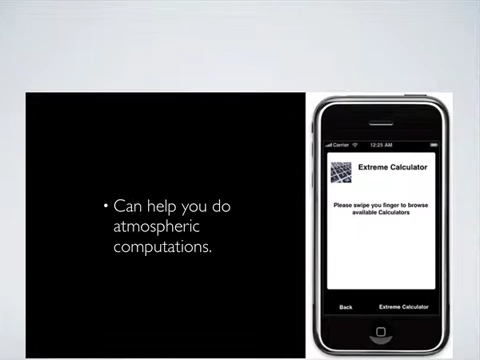 • Can help you do
atmospheric
computations.
Carrier 12:25 AM
Extreme Calculator
Please swipe you finger to browse
available Calculators
Back Extreme Calculator